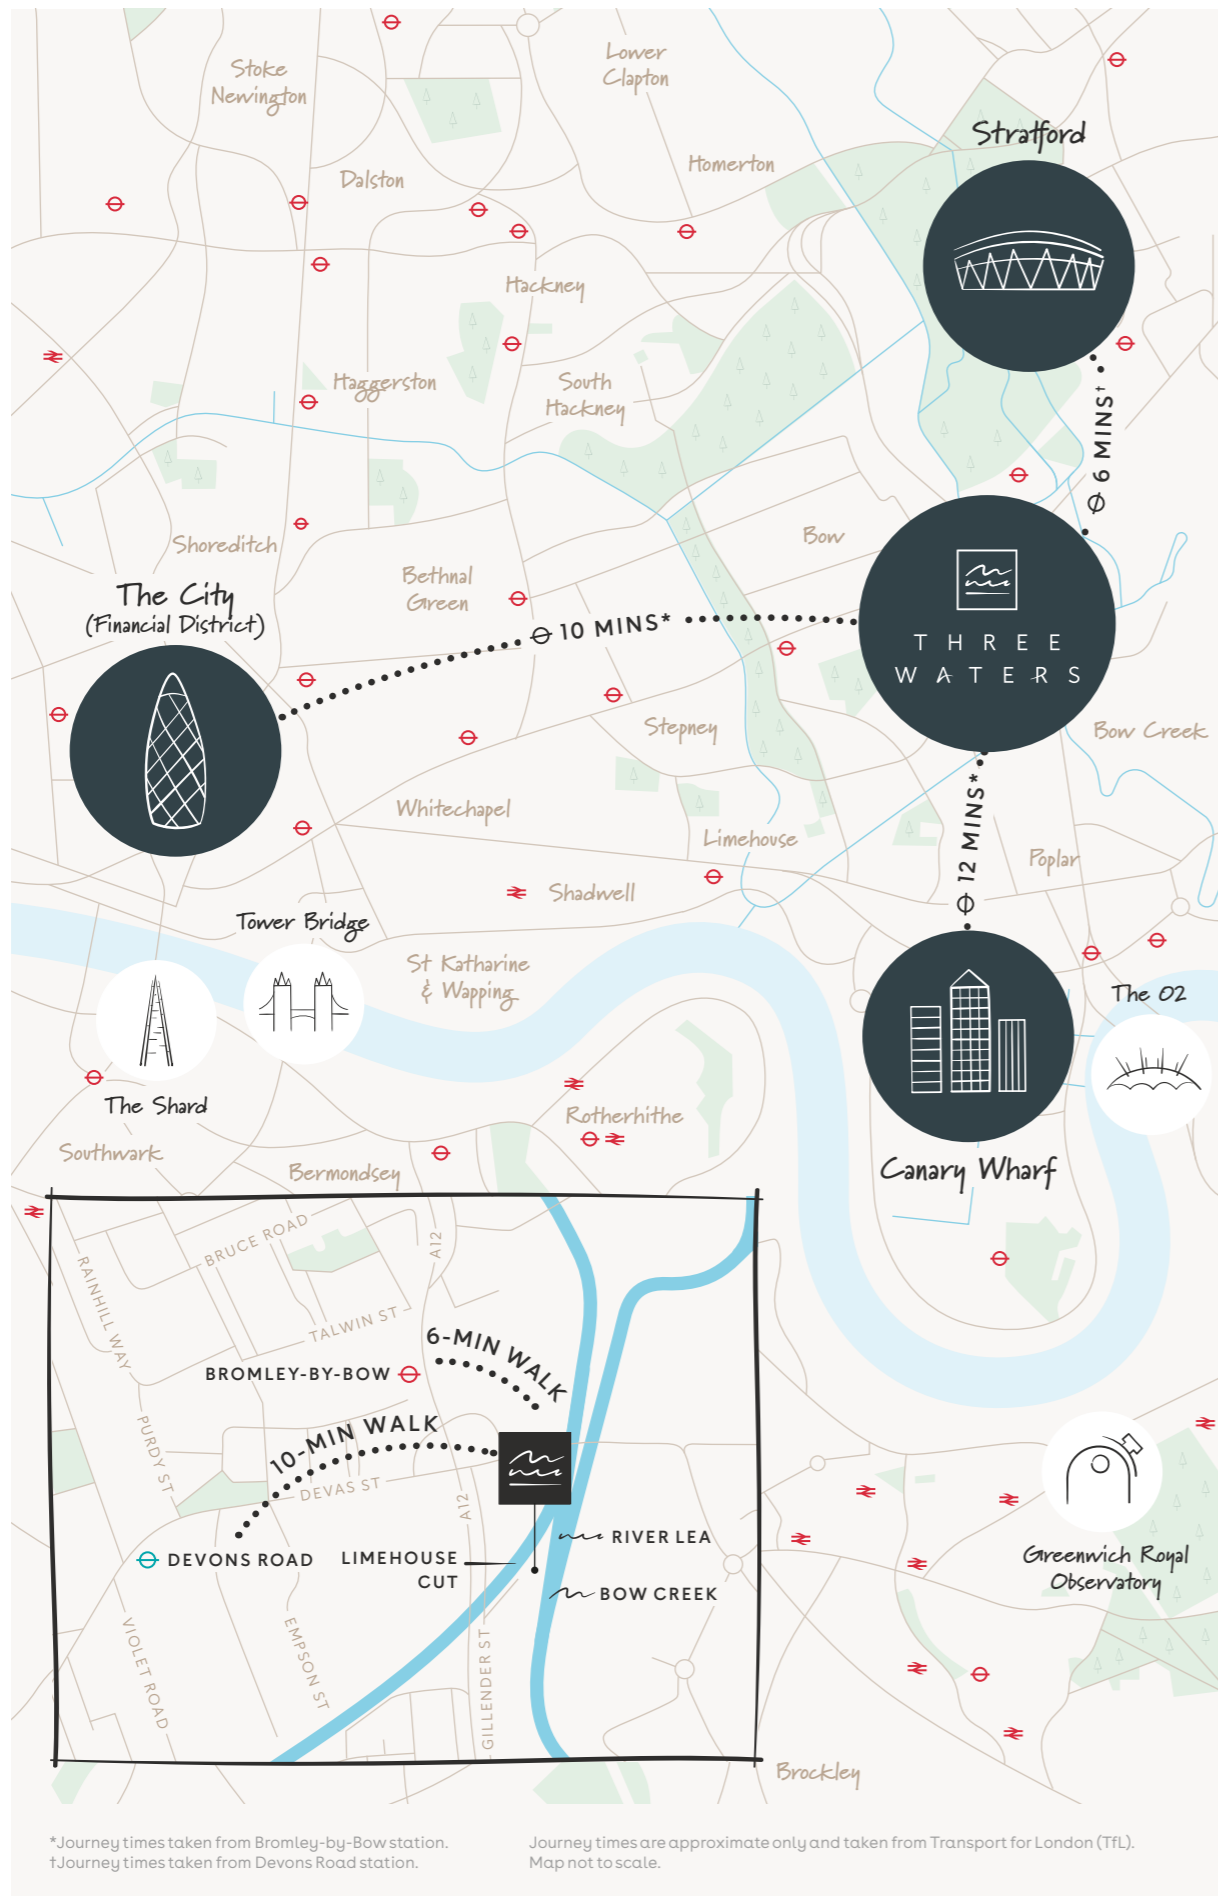 Stoke
Newington
Lower
Clapton
Stratford
Homerton
Dalston
Hackney
Haggerston
South
Hackney
6 MINS†
Shoreditch
Bow
Bethnal
Green
The City
(Financial District)
10 MINS*
THREE
WATERS
Stepney
Bow Creek
Whitechapel
12 MINS*
Limehouse
Poplar
Shadwell
Tower Bridge
St Katharine
& Wapping
The O2
The Shard
Rotherhithe
Southwark
Bermondsey
Canary Wharf
BRUCE ROAD
A12
RAINHILL WAY
TALWIN ST
6-MIN WALK
BROMLEY-BY-BOW
10-MIN WALK
PURDY ST
DEVAS ST
A12
RIVER LEA
DEVONS ROAD
LIMEHOUSE
CUT
BOW CREEK
VIOLET ROAD
EMPSON ST
GILLENDER ST
Greenwich Royal
Observatory
Brockley
*Journey times taken from Bromley-by-Bow station.
†Journey times taken from Devons Road station.
Journey times are approximate only and taken from Transport for London (TfL).
Map not to scale.